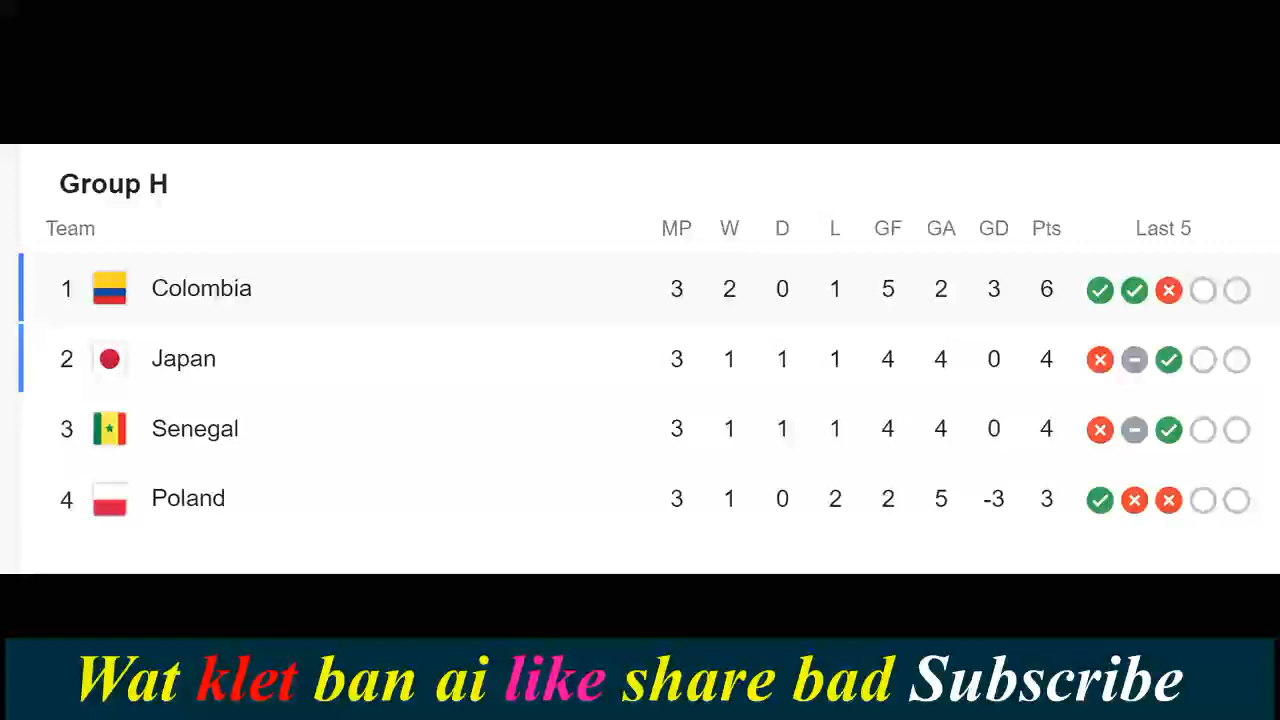 Group H
Team MP W D L GF GA GD Pts Last 5
1 Colombia 3 2 0 1 5 2 3 6
2 Japan 3 1 1 1 4 4 0 4
3 Senegal 3 1 1 1 4 4 0 4
4 Poland 3 1 0 2 2 5 -3 3
Wat klet ban ai like share bad Subscribe